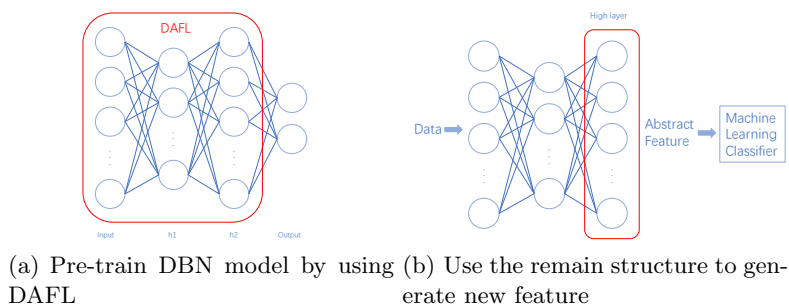 DAFL
Input
h1
h2
Output
High layer
Data
Abstract
Feature
Machine
Learning
Classifier
(a) Pre-train DBN model by using
DAFL
(b) Use the remain structure to gen-
erate new feature